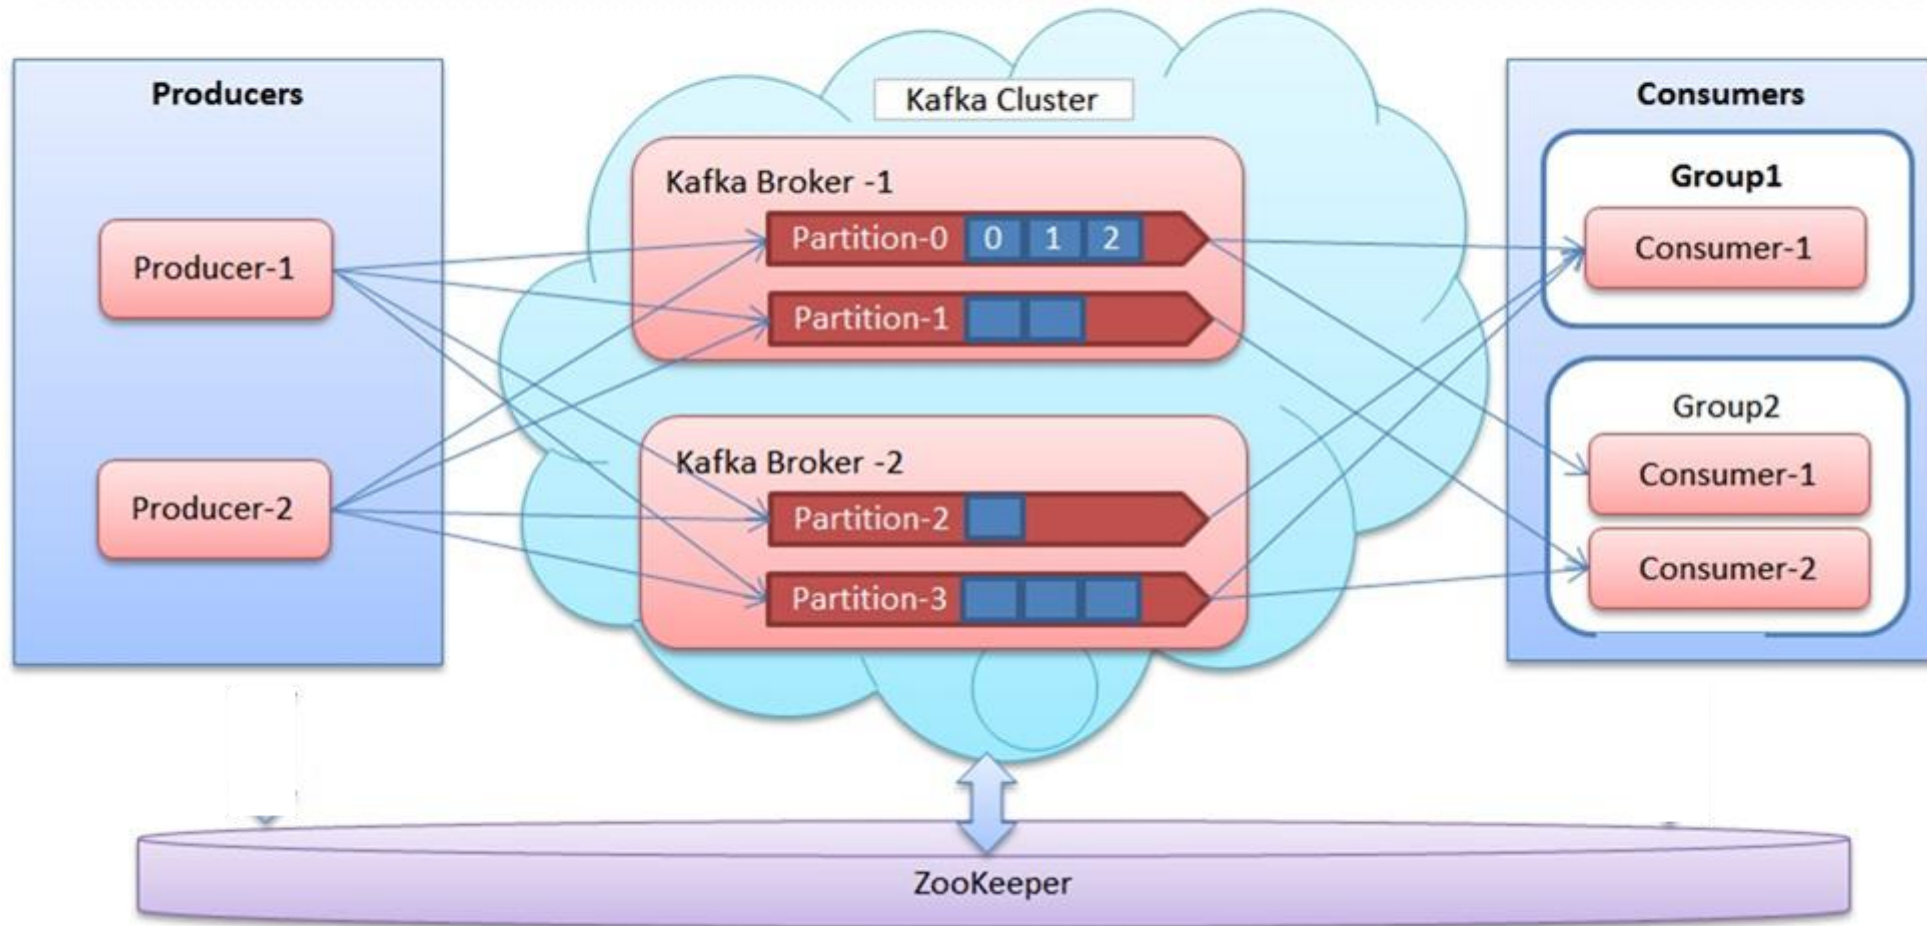 Producers
Producer-1
Producer-2
Kafka Cluster
Kafka Broker -1
Partition-0 0 1 2
Partition-1
Kafka Broker -2
Partition-2
Partition-3
Consumers
Group1
Consumer-1
Group2
Consumer-1
Consumer-2
ZooKeeper